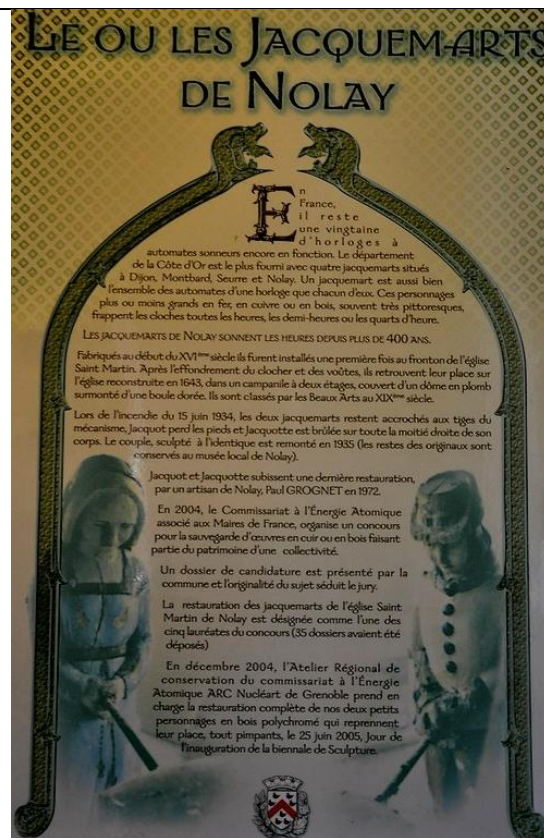 LE OU LES JACQUEMARTS
DE NOLAY
En
France,
il reste
une vingtaine
d'horloges à
automates sonneurs encore en fonction. Le département
de la Côte d'Or est le plus fourni avec quatre jacquemarts situés
à Dijon, Montbard, Seurre et Nolay. Un jacquemart est aussi bien
l'ensemble des automates d'une horloge que chacun d'eux. Ces personnages
plus ou moins grands en fer, en cuivre ou en bois, souvent très pittoresques,
frappent les cloches toutes les heures, les demi-heures ou les quarts d'heure.
LES JACQUEMARTS DE NOLAY SONNENT LES HEURES DEPUIS PLUS DE 400 ANS.
Fabriqués au début du XVIème siècle ils furent installés une première fois au fronton de l'église
Saint Martin. Après l'effondrement du clocher et des voûtes, ils retrouvent leur place sur
l'église reconstruite en 1643, dans un campanile à deux étages, couvert d'un dôme en plomb
surmonté d'une boule dorée. Ils sont classés par les Beaux Arts au XIXème siècle.
Lors de l'incendie du 15 juin 1934, les deux jacquemarts restent accrochés aux tiges du
mécanisme, Jacquot perd les pieds et Jacquotte est brûlée sur toute la moitié droite de son
corps. Le couple, sculpté à l'identique est remonté en 1935 (les restes des originaux sont
conservés au musée local de Nolay).
Jacquot et Jacquotte subissent une dernière restauration,
par un artisan de Nolay, Paul GROGNET en 1972.
En 2004, le Commissariat à l'Énergie Atomique
associé aux Maires de France, organise un concours
pour la sauvegarde d'œuvres en cuir ou en bois faisant
partie du patrimoine d'une collectivité.
Un dossier de candidature est présenté par la
commune et l'originalité du sujet séduit le jury.
La restauration des jacquemarts de l'église Saint
Martin de Nolay est désignée comme l'une des
cinq lauréates du concours (35 dossiers avaient été
déposés)
En décembre 2004, l'Atelier Régional de
conservation du commissariat à l'Énergie
Atomique ARC Nucléart de Grenoble prend en
charge la restauration complète de nos deux petits
personnages en bois polychromé qui reprennent
leur place, tout pimpants, le 25 juin 2005, Jour de
l'inauguration de la biennale de Sculpture.